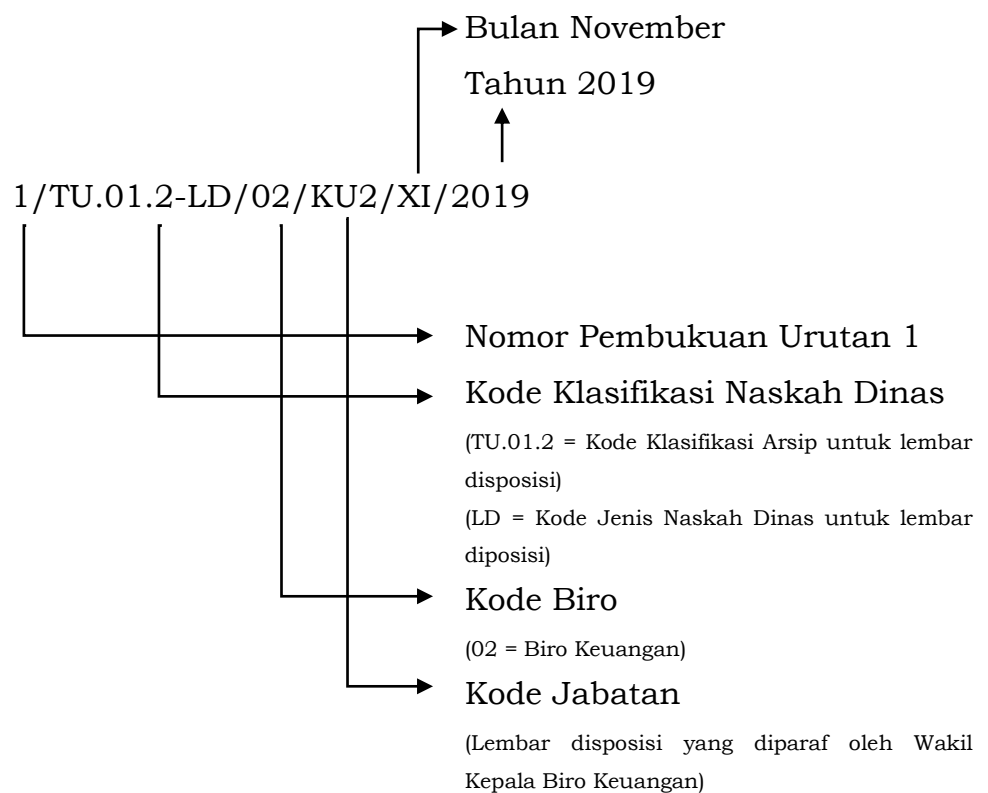 Bulan November
Tahun 2019
1/TU.01.2-LD/02/KU2/XI/2019
Nomor Pembukuan Urutan 1
Kode Klasifikasi Naskah Dinas
(TU.01.2 = Kode Klasifikasi Arsip untuk lembar
disposisi)
(LD = Kode Jenis Naskah Dinas untuk lembar
diposisi)
Kode Biro
(02 = Biro Keuangan)
Kode Jabatan
(Lembar disposisi yang diparaf oleh Wakil
Kepala Biro Keuangan)